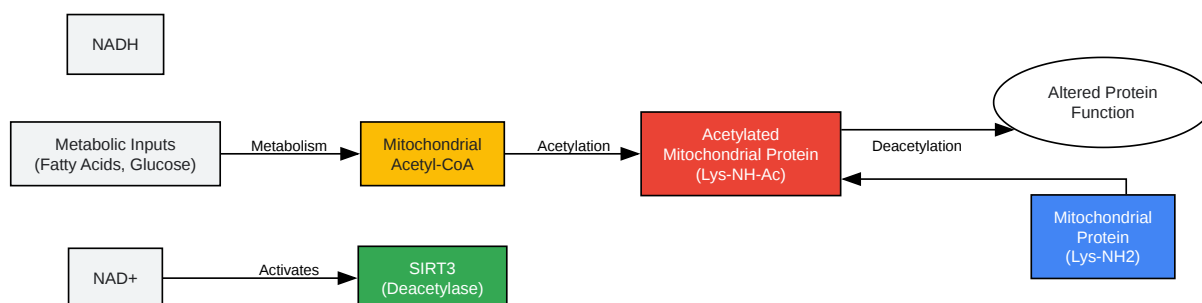 NADH
Altered Protein
Function
Metabolic Inputs
(Fatty Acids, Glucose)
Metabolism
Mitochondrial
Acetyl-CoA
Acetylation
Acetylated
Mitochondrial Protein
(Lys-NH-Ac)
Deacetylation
Mitochondrial
Protein
(Lys-NH2)
NAD+
Activates
SIRT3
(Deacetylase)